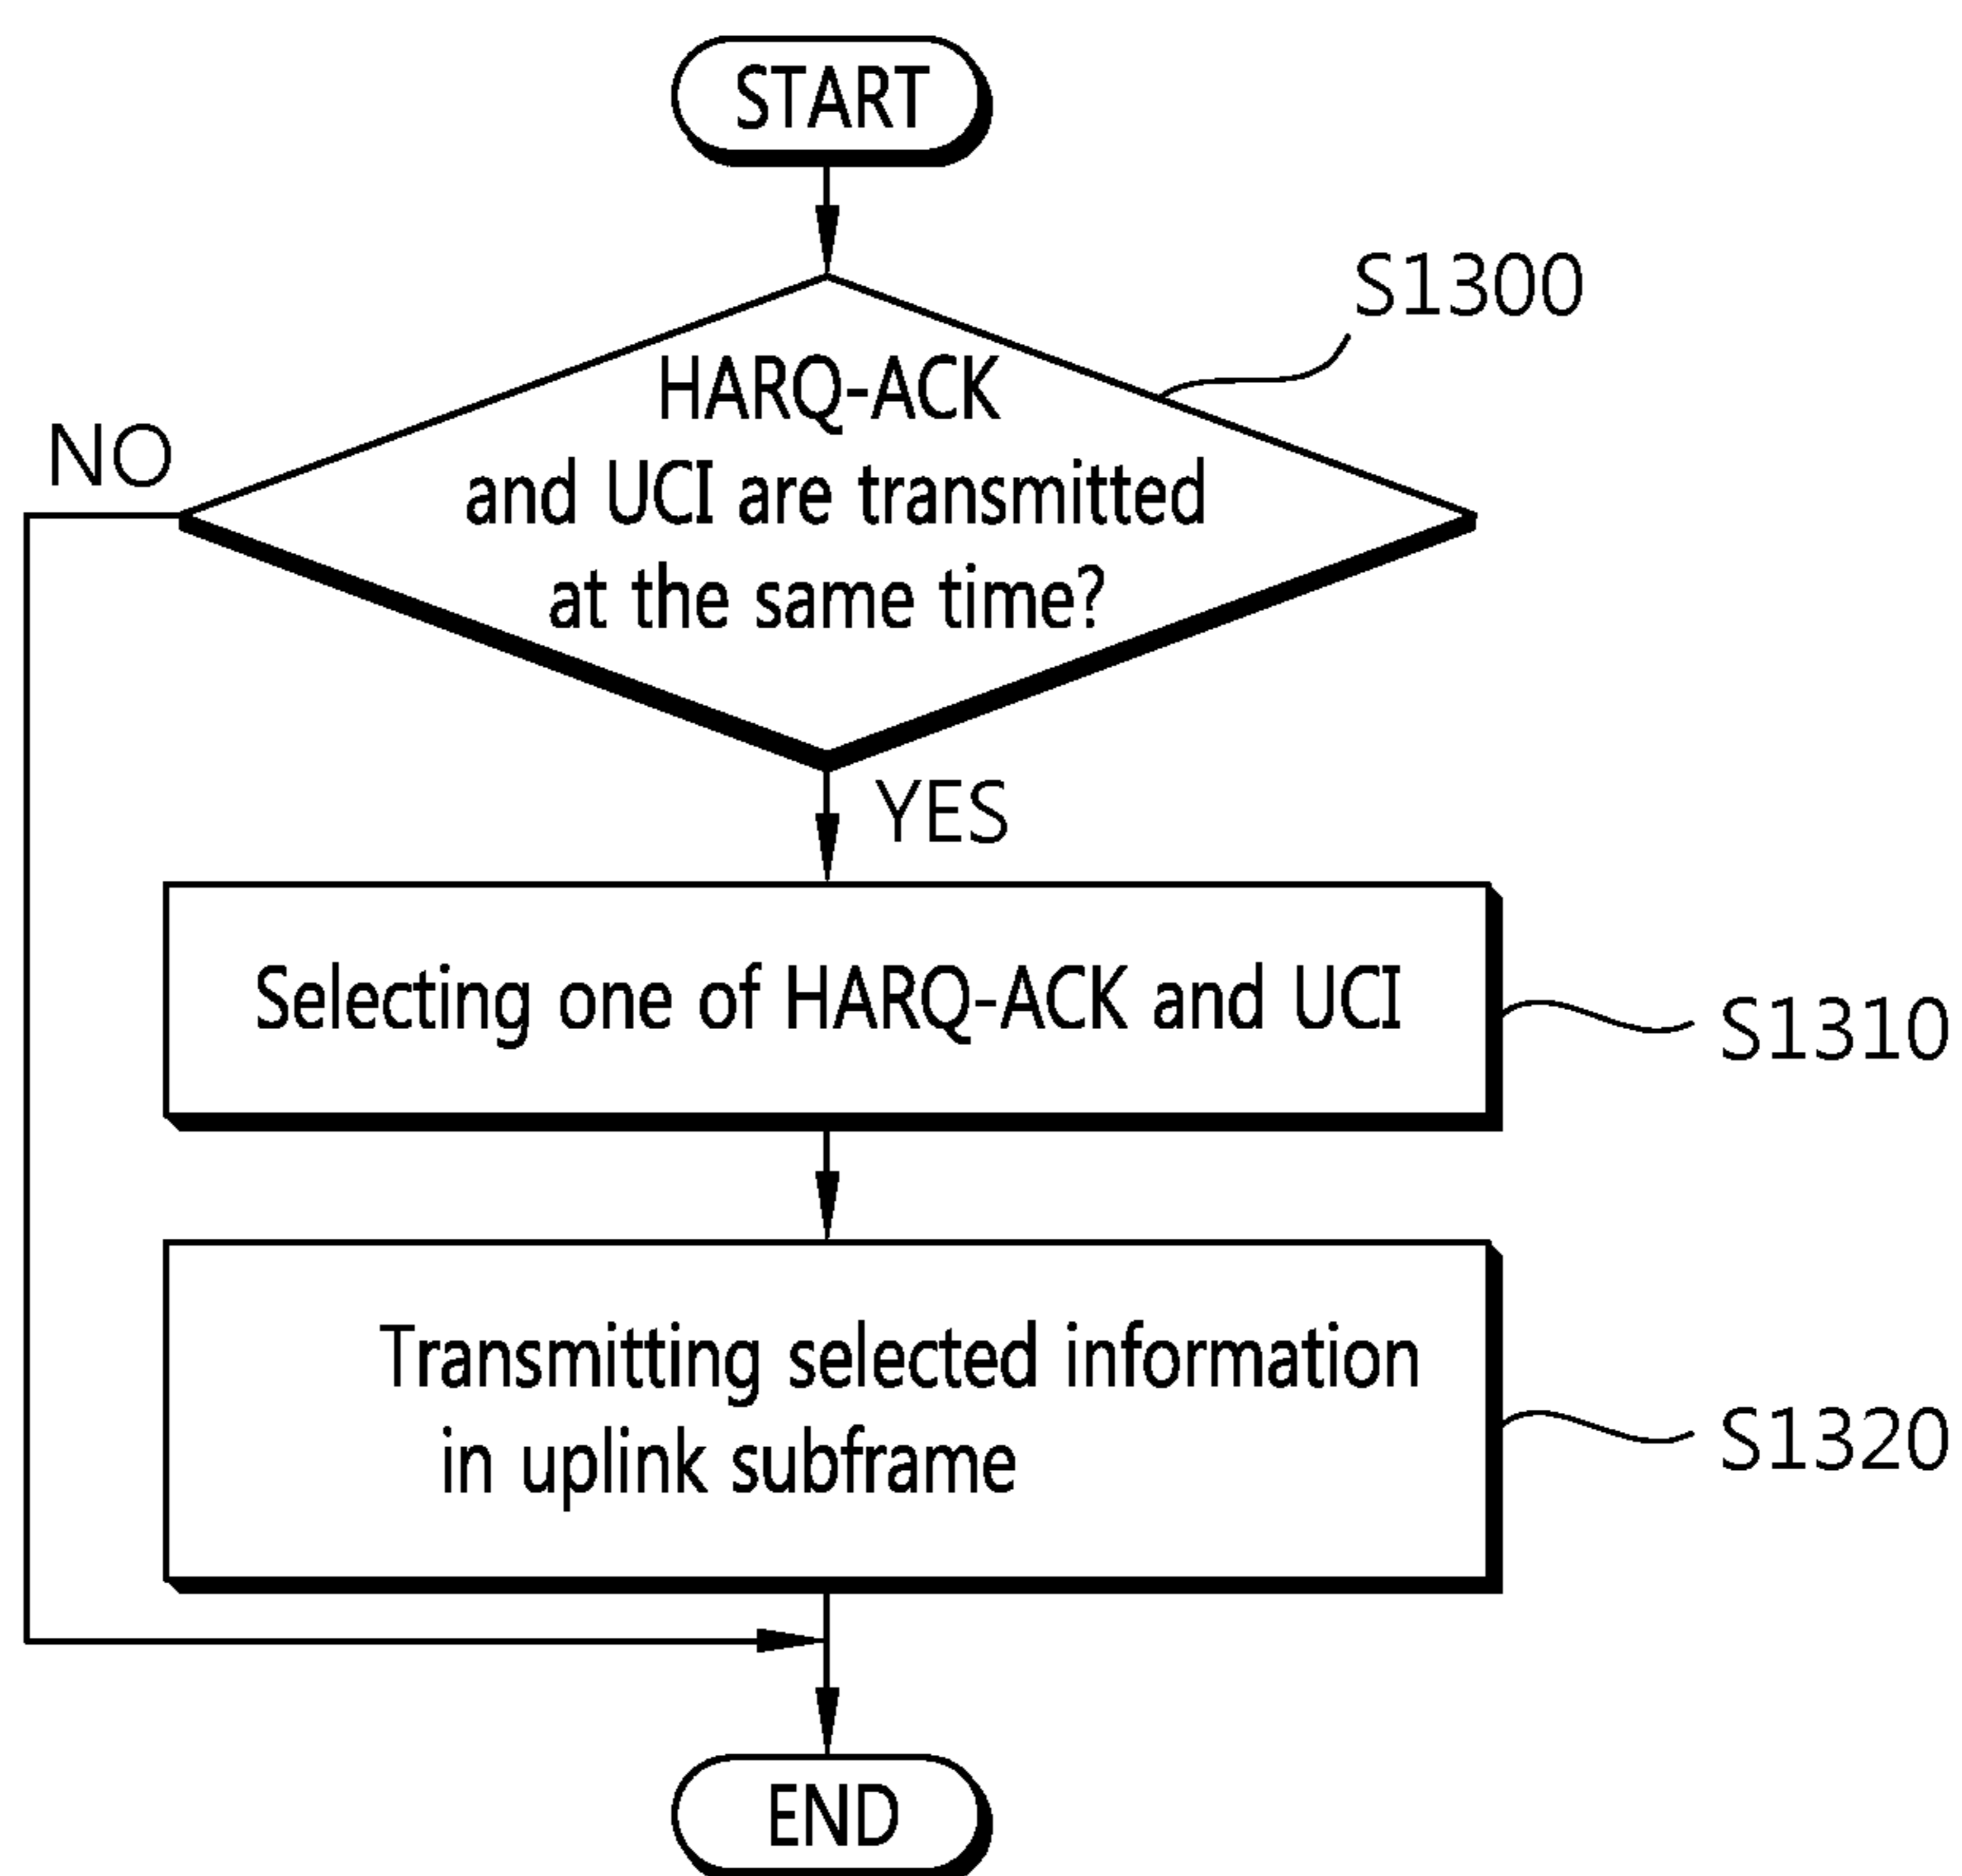 START
S1300
HARQ-ACK
and UCI are transmitted
at the same time?
NO
YES
Selecting one of HARQ-ACK and UCI
S1310
Transmitting selected information
in uplink subframe
S1320
END